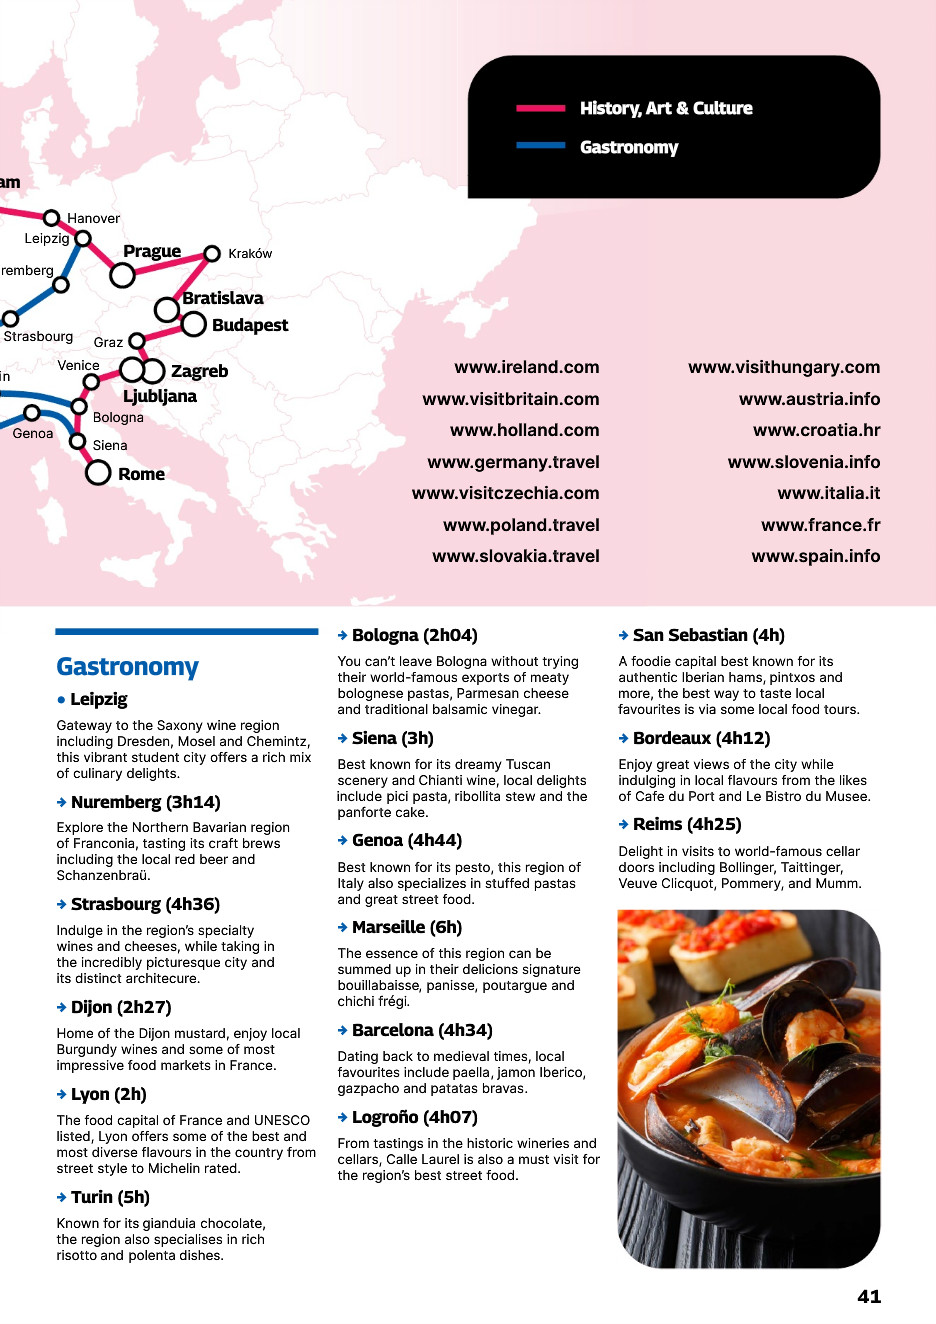 History, Art & Culture
Gastronomy
am
Hanover
Leipzig
Prague
Kraków
remberg
Bratislava
Budapest
Strasbourg
Graz
Venice
Zagreb
in
Ljubljana
Bologna
Genoa
Siena
Rome
www.ireland.com
www.visitbritain.com
www.holland.com
www.germany.travel
www.visitczechia.com
www.poland.travel
www.slovakia.travel
www.visithungary.com
www.austria.info
www.croatia.hr
www.slovenia.info
www.italia.it
www.france.fr
www.spain.info
Gastronomy
• Leipzig
Gateway to the Saxony wine region
including Dresden, Mosel and Chemintz,
this vibrant student city offers a rich mix
of culinary delights.
→ Nuremberg (3h14)
Explore the Northern Bavarian region
of Franconia, tasting its craft brews
including the local red beer and
Schanzenbraü.
→ Strasbourg (4h36)
Indulge in the region's specialty
wines and cheeses, while taking in
the incredibly picturesque city and
its distinct architecure.
→ Dijon (2h27)
Home of the Dijon mustard, enjoy local
Burgundy wines and some of most
impressive food markets in France.
→ Lyon (2h)
The food capital of France and UNESCO
listed, Lyon offers some of the best and
most diverse flavours in the country from
street style to Michelin rated.
→ Turin (5h)
Known for its gianduia chocolate,
the region also specialises in rich
risotto and polenta dishes.
→ Bologna (2h04)
You can't leave Bologna without trying
their world-famous exports of meaty
bolognese pastas, Parmesan cheese
and traditional balsamic vinegar.
→ Siena (3h)
Best known for its dreamy Tuscan
scenery and Chianti wine, local delights
include pici pasta, ribollita stew and the
panforte cake.
→ Genoa (4h44)
Best known for its pesto, this region of
Italy also specializes in stuffed pastas
and great street food.
→ Marseille (6h)
The essence of this region can be
summed up in their delicions signature
bouillabaisse, panisse, poutargue and
chichi frégi.
→ Barcelona (4h34)
Dating back to medieval times, local
favourites include paella, jamon Iberico,
gazpacho and patatas bravas.
→ Logroño (4h07)
From tastings in the historic wineries and
cellars, Calle Laurel is also a must visit for
the region's best street food.
→ San Sebastian (4h)
A foodie capital best known for its
authentic Iberian hams, pintxos and
more, the best way to taste local
favourites is via some local food tours.
→ Bordeaux (4h12)
Enjoy great views of the city while
indulging in local flavours from the likes
of Cafe du Port and Le Bistro du Musee.
→ Reims (4h25)
Delight in visits to world-famous cellar
doors including Bollinger, Taittinger,
Veuve Clicquot, Pommery, and Mumm.
41